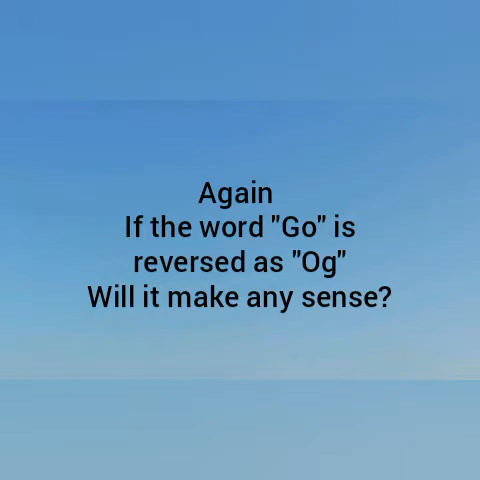 Again
If the word "Go" is
reversed as "Og"
Will it make any sense?